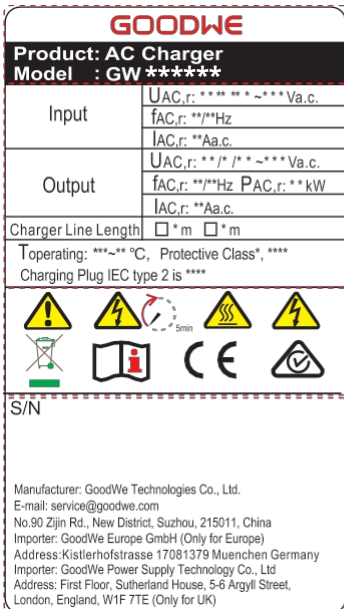 GOODWE
Product: AC Charger
Model : GW ******
Input
UAC,r: **** ** * ~*** Va.c.
fAC,r: **/**Hz
IAC,r: **Aa.c.
Output
UAC,r: **/* /** ~*** Va.c.
fAC,r: **/**Hz PAC,r: ** kW
IAC,r: **Aa.c.
Charger Line Length □ * m □ * m
Toperating: ***~** ℃, Protective Class*, ****
Charging Plug IEC type 2 is ****
5min
i
CE
S/N
Manufacturer: GoodWe Technologies Co., Ltd.
E-mail: service@goodwe.com
No.90 Zijin Rd., New District, Suzhou, 215011, China
Importer: GoodWe Europe GmbH (Only for Europe)
Address:Kistlerhofstrasse 17081379 Muenchen Germany
Importer: GoodWe Power Supply Technology Co., Ltd
Address: First Floor, Sutherland House, 5-6 Argyll Street,
London, England, W1F 7TE (Only for UK)